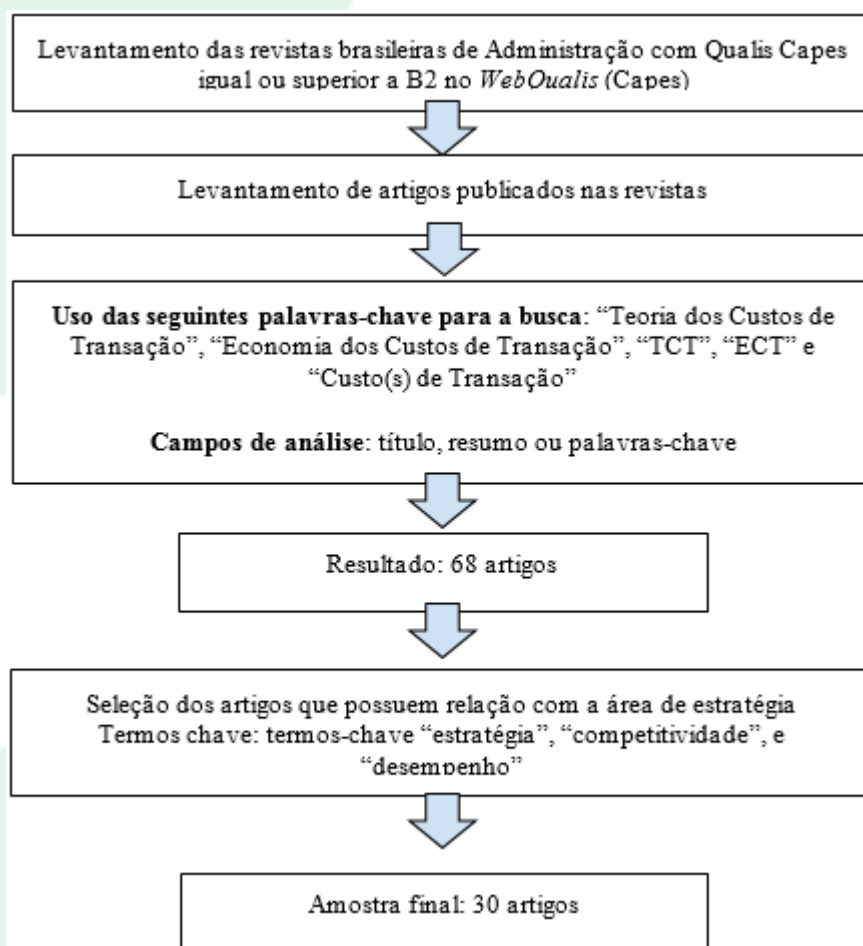 Levantamento das revistas brasileiras de Administração com Qualis Capes
igual ou superior a B2 no WebQualis (Capes)
Levantamento de artigos publicados nas revistas
Uso das seguintes palavras-chave para a busca: “Teoria dos Custos de
Transação”, “Economia dos Custos de Transação”, “TCT”, “ECT” e
“Custo(s) de Transação”
Campos de análise: título, resumo ou palavras-chave
Resultado: 68 artigos
Seleção dos artigos que possuem relação com a área de estratégia
Termos chave: termos-chave “estratégia”, “competitividade”, e
“desempenho”
Amostra final: 30 artigos